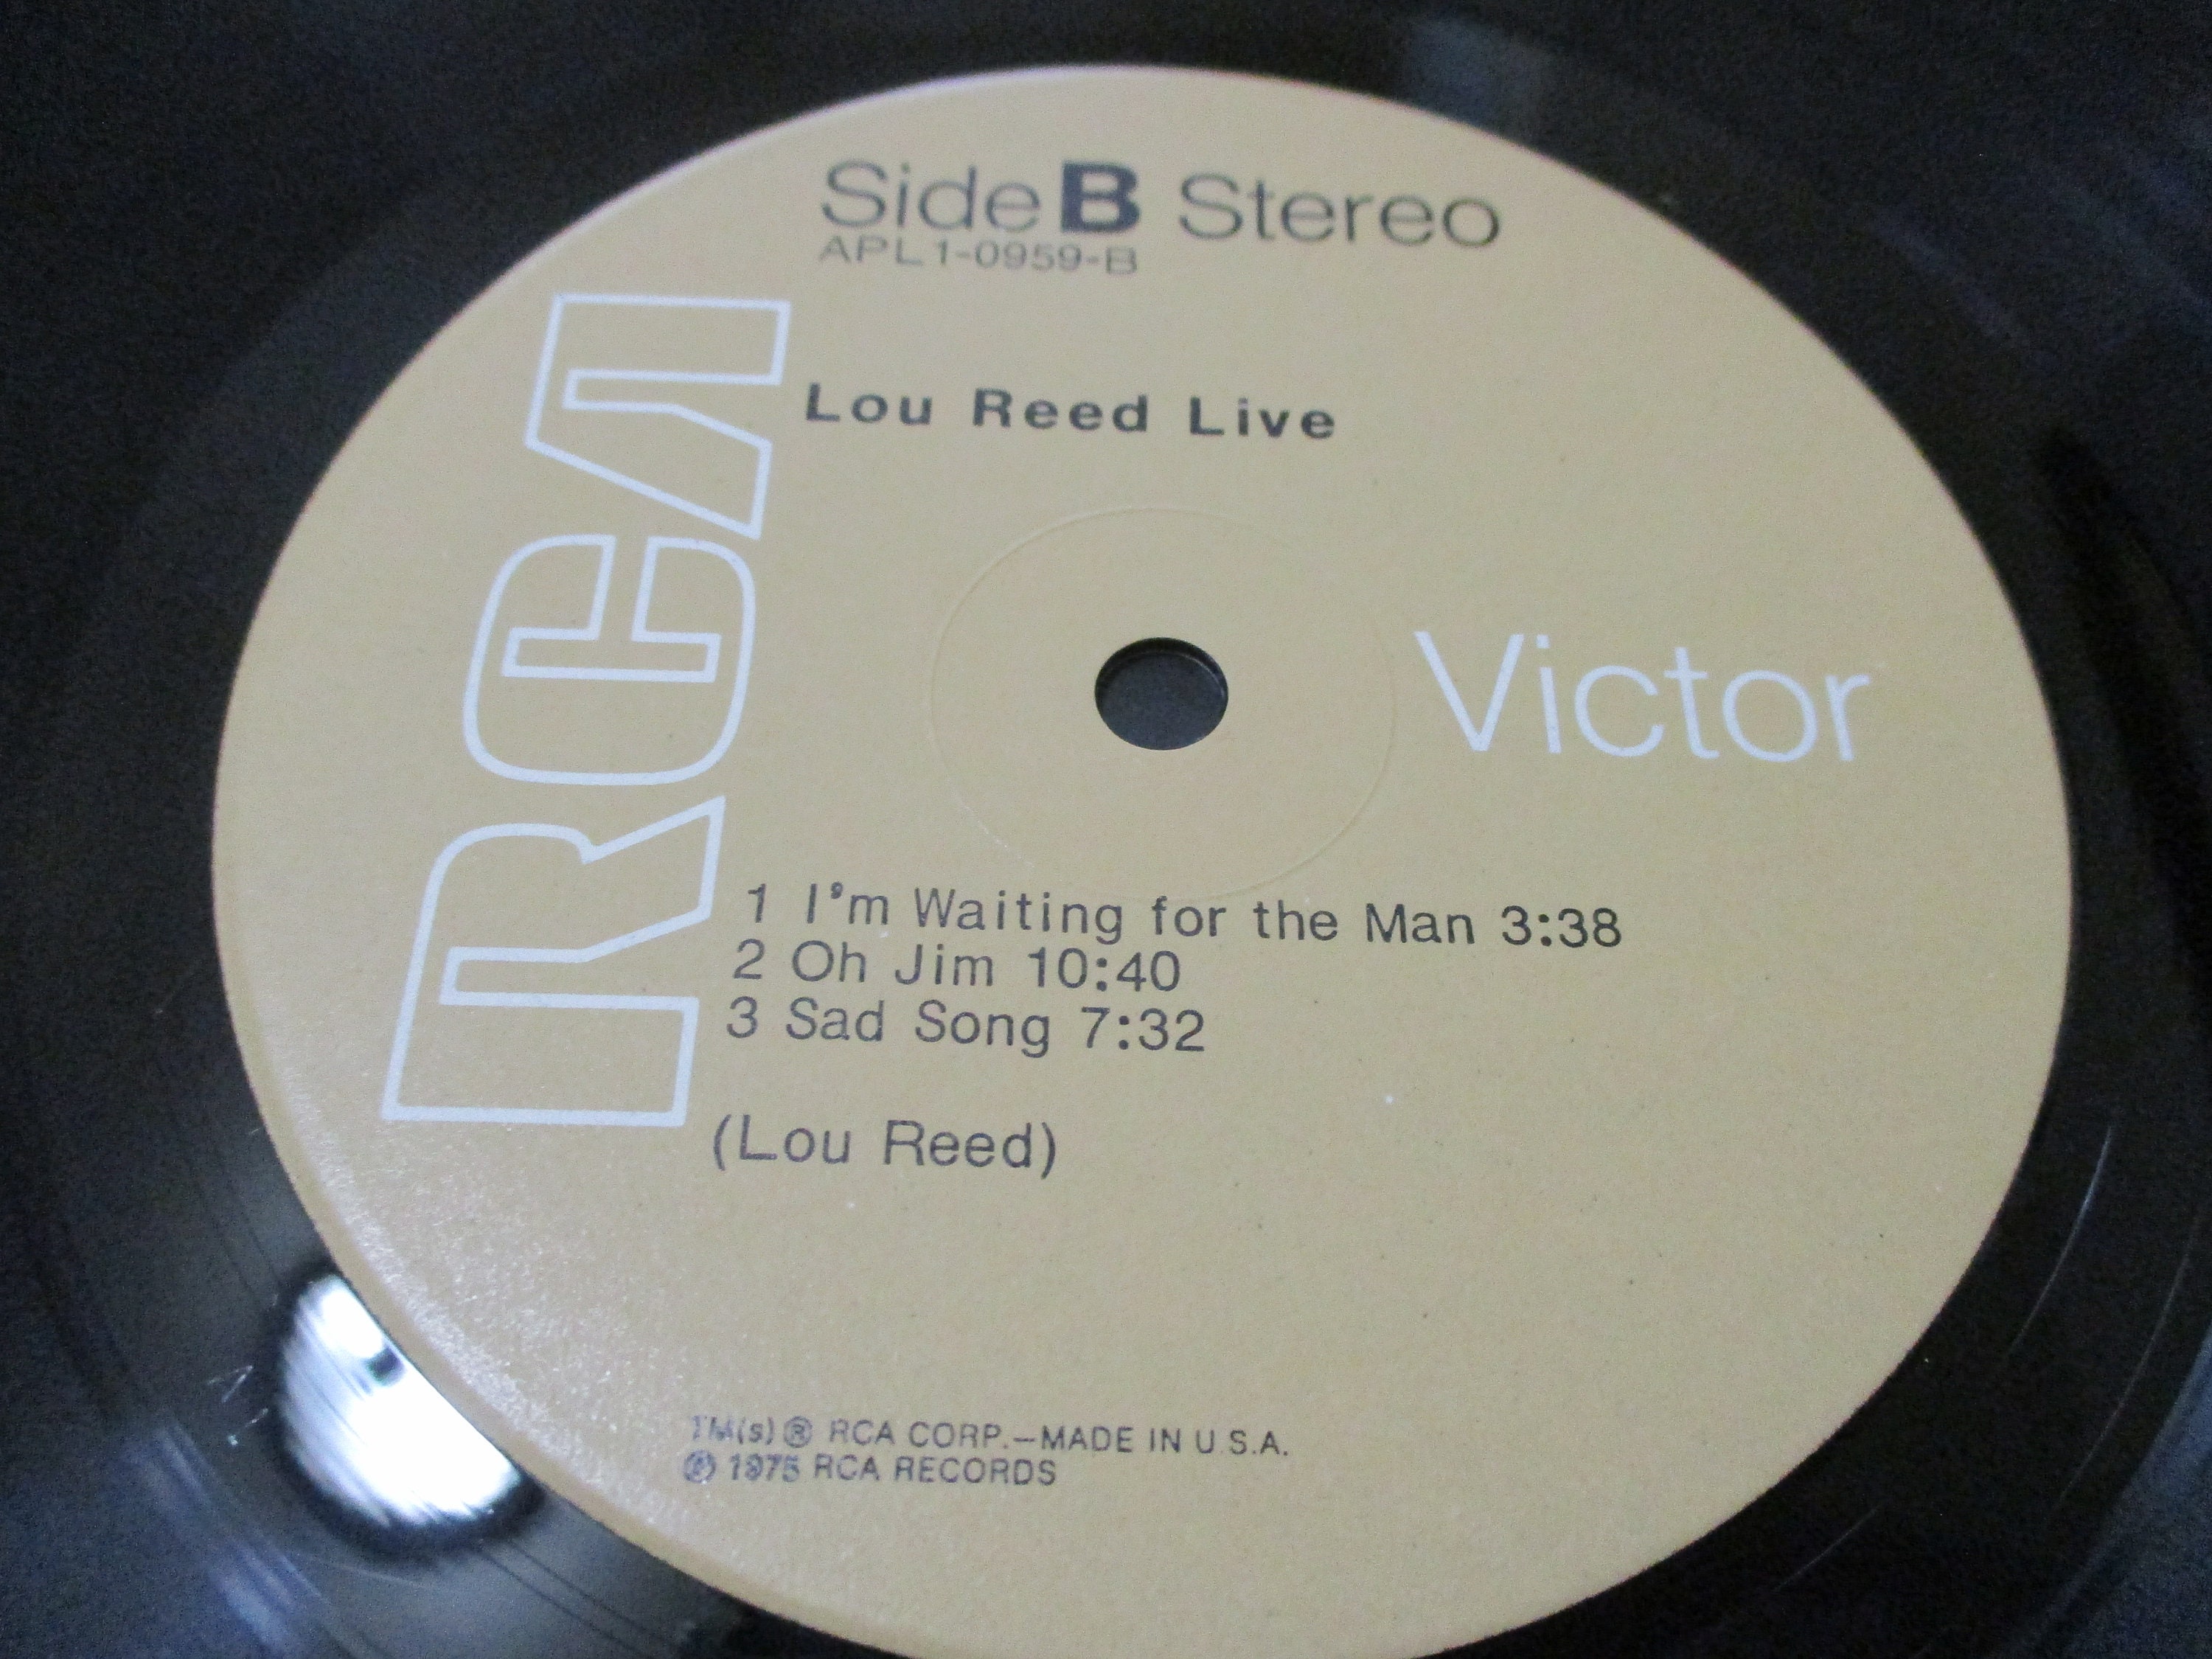 Side B Stereo
APL1-0959-B
RCA
Lou Reed Live
Victor
1 I'm Waiting for the Man 3:38
2 Oh Jim 10:40
3 Sad Song 7:32
(Lou Reed)
TM(s) ® RCA CORP.—MADE IN U.S.A.
℗ 1975 RCA RECORDS